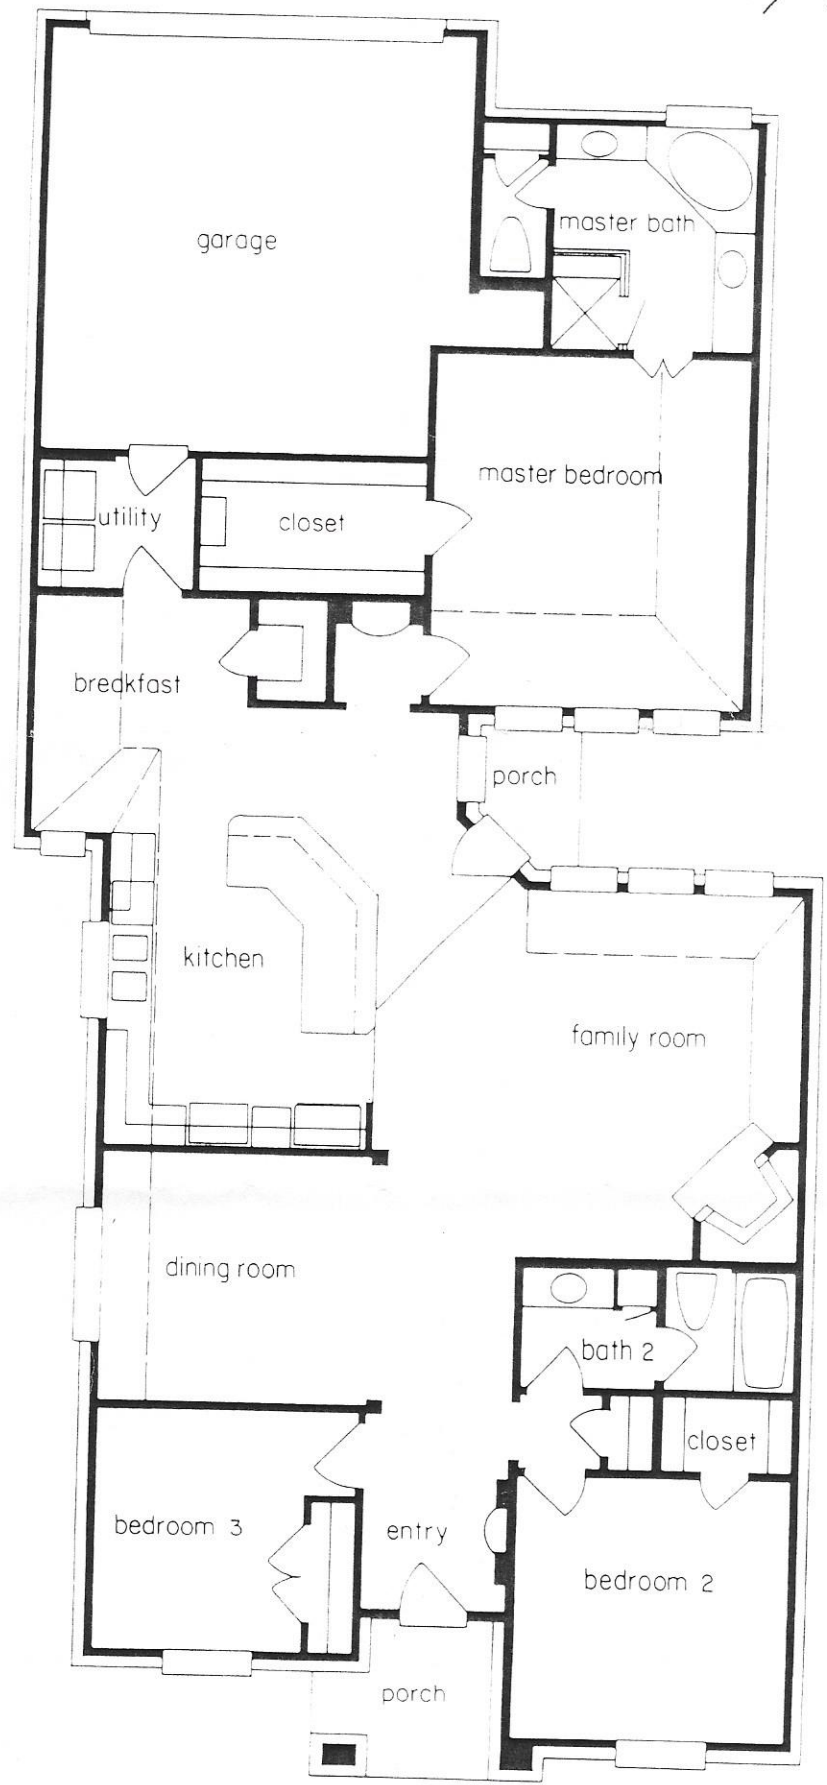 garage
master bath
master bedroom
utility
closet
breakfast
porch
kitchen
family room
dining room
bath 2
closet
bedroom 3
entry
bedroom 2
porch